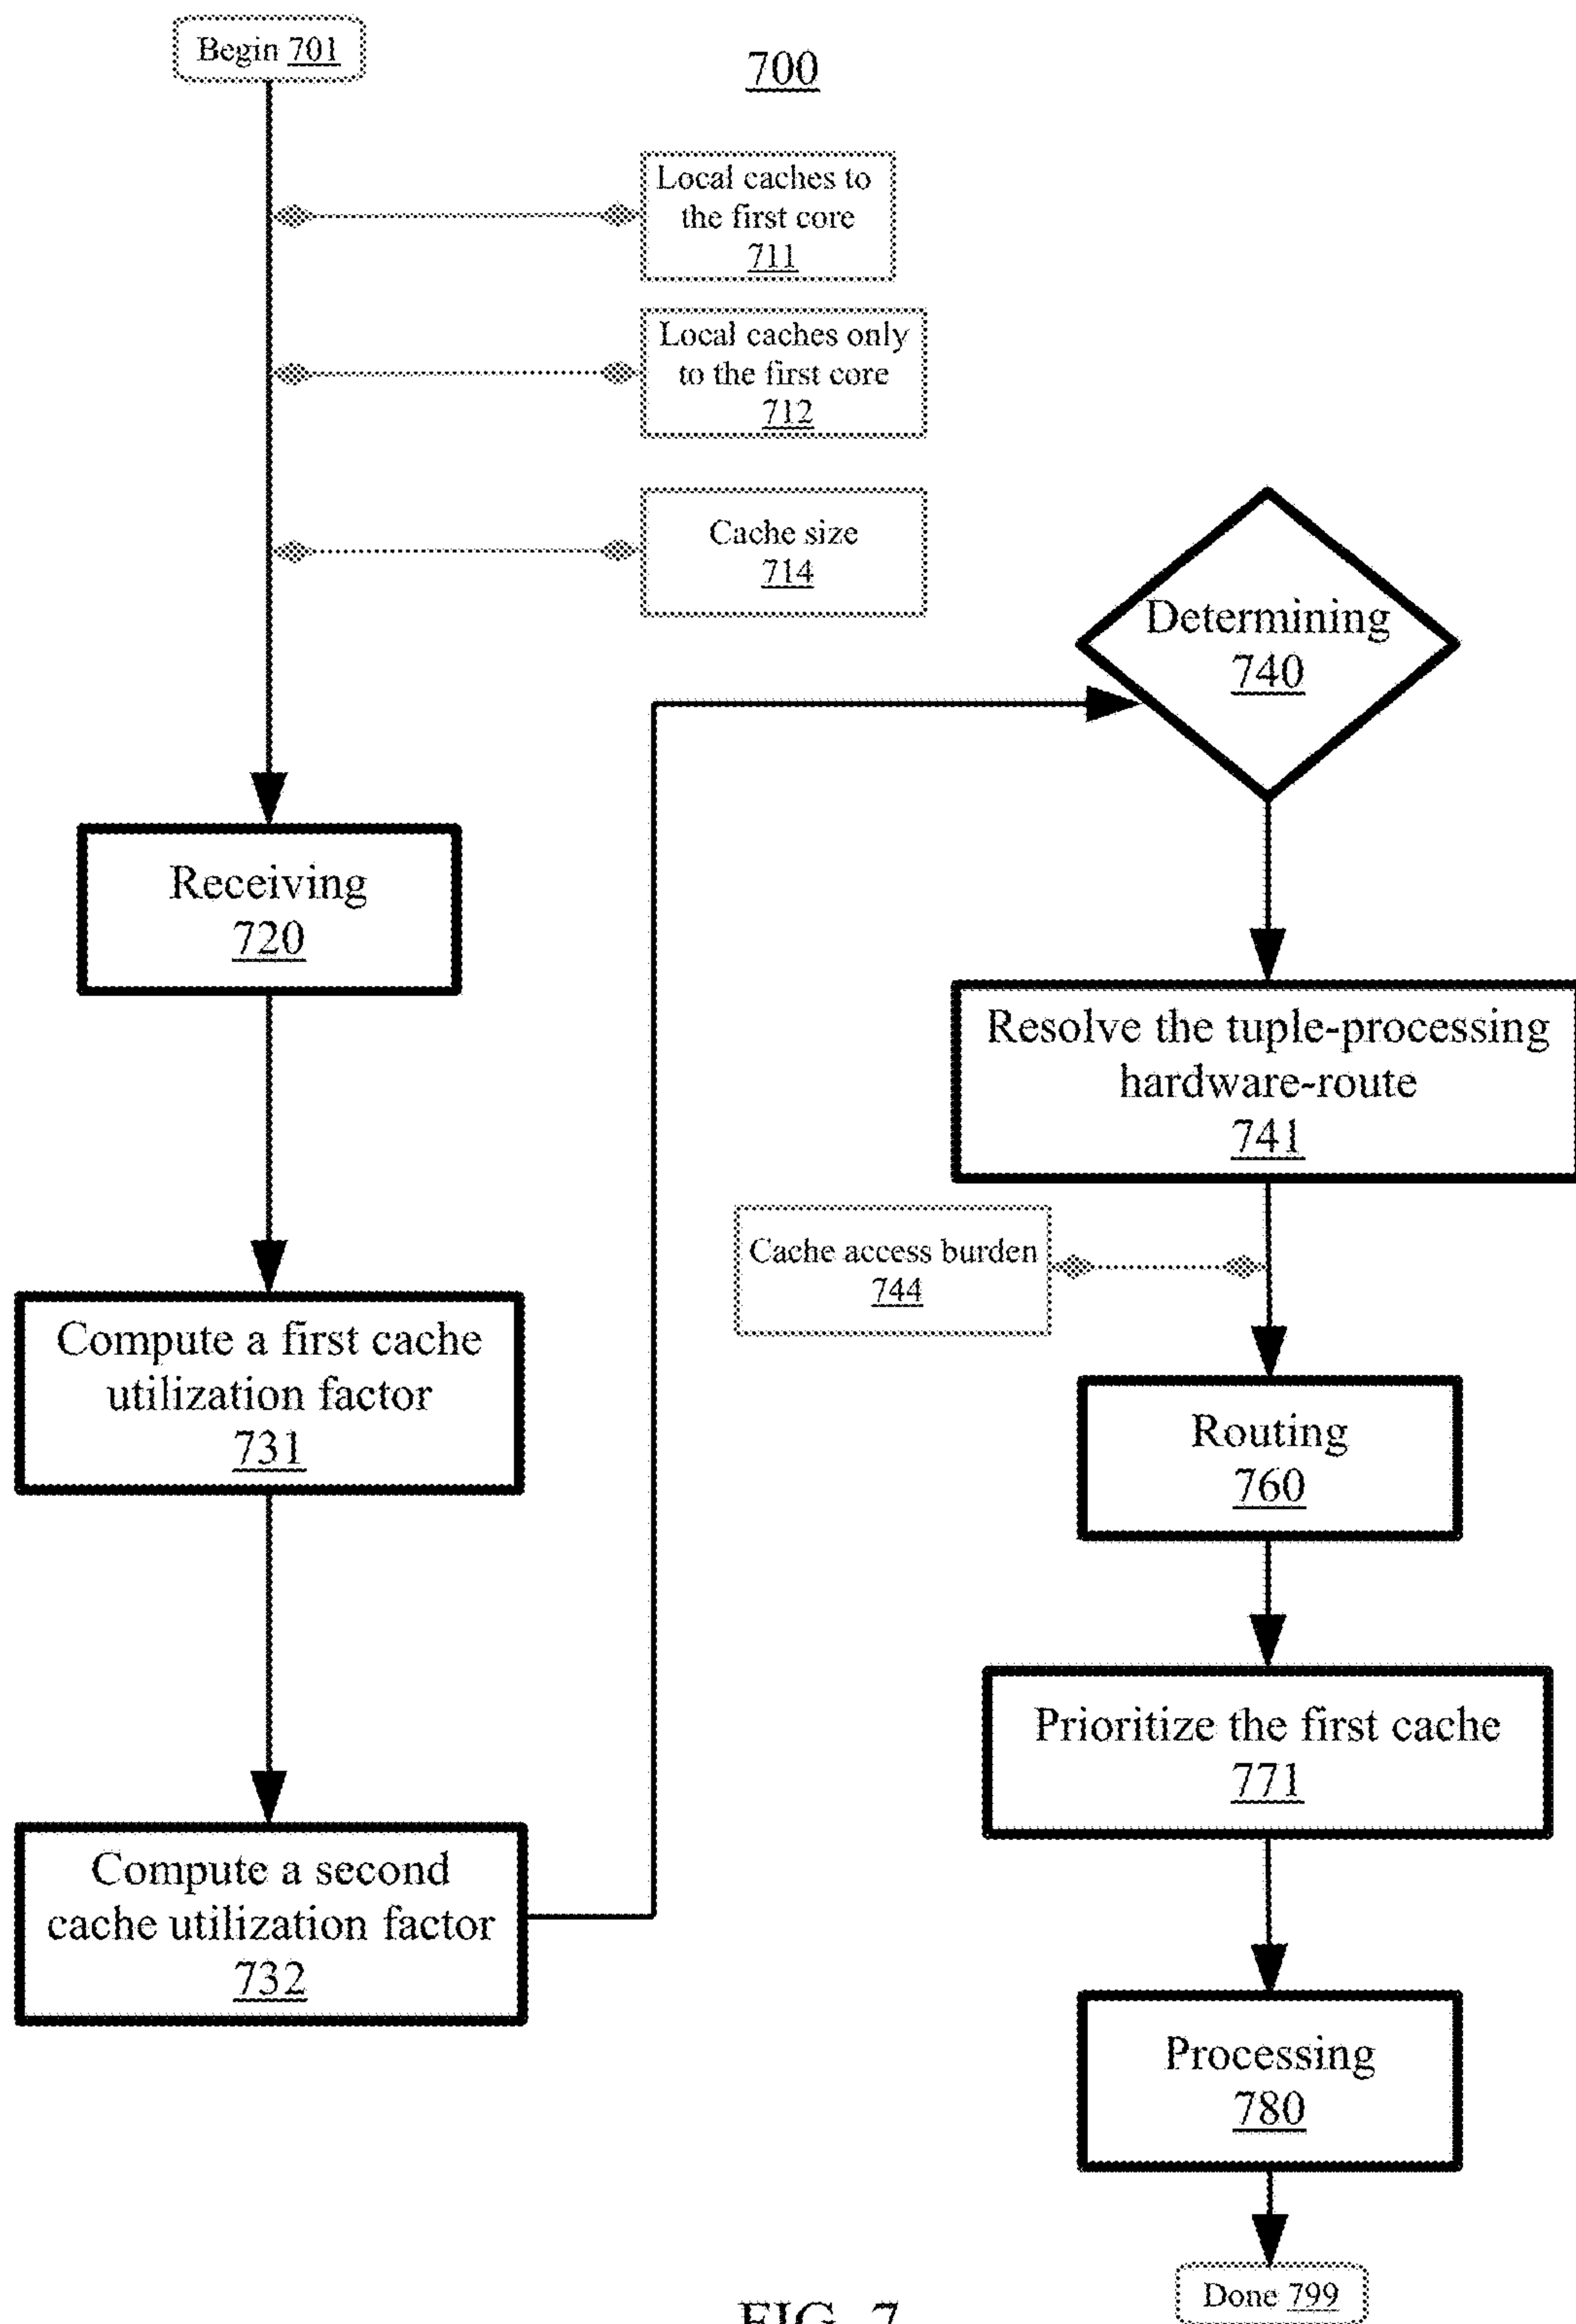 Begin 701
700
Local caches to
the first core
711
Local caches only
to the first core
712
Cache size
714
Receiving
720
Compute a first cache
utilization factor
731
Compute a second
cache utilization factor
732
Determining
740
Resolve the tuple-processing
hardware-route
741
Cache access burden
744
Routing
760
Prioritize the first cache
771
Processing
780
Done 799
FIG. 7